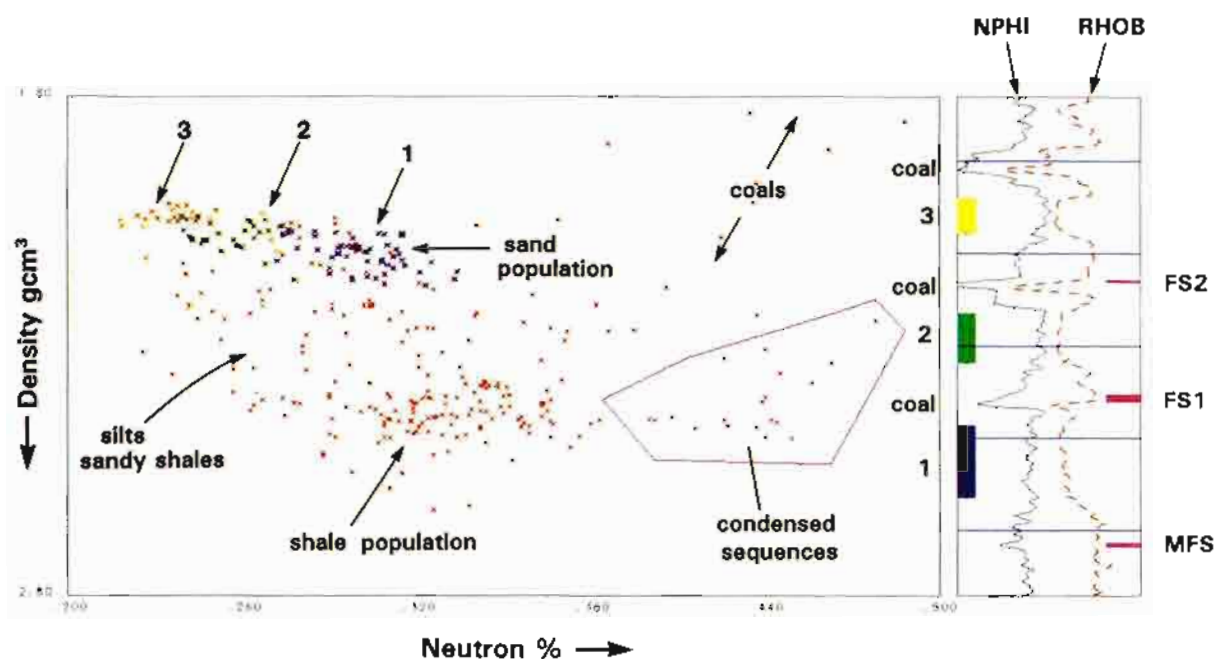 NPHI RHOB
3 2 1
coals
sand
population
silts
sandy shales
shale population
condensed
sequences
← Density gcm³
Neutron % →
coal
3
coal
2
coal
1
FS2
FS1
MFS
.440